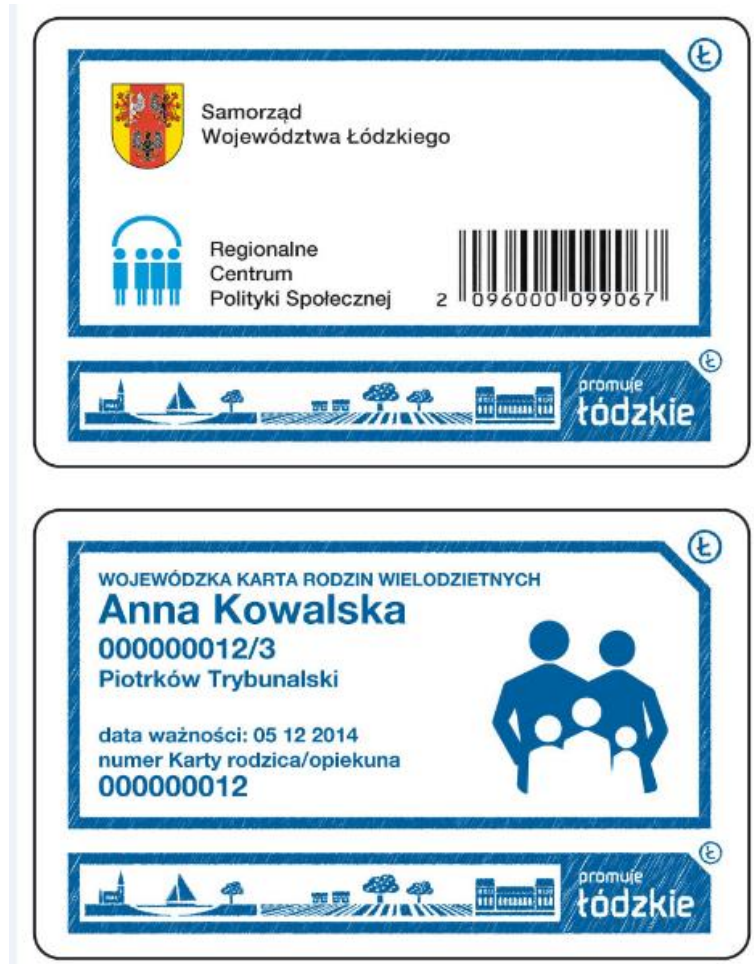 Ł
Samorząd
Województwa Łódzkiego
Regionalne
Centrum
Polityki Społecznej
2 096000 099067
Ł
promuje
łódzkie
Ł
WOJEWÓDZKA KARTA RODZIN WIELODZIETNYCH
Anna Kowalska
000000012/3
Piotrków Trybunalski
data ważności: 05 12 2014
numer Karty rodzica/opiekuna
000000012
Ł
promuje
łódzkie